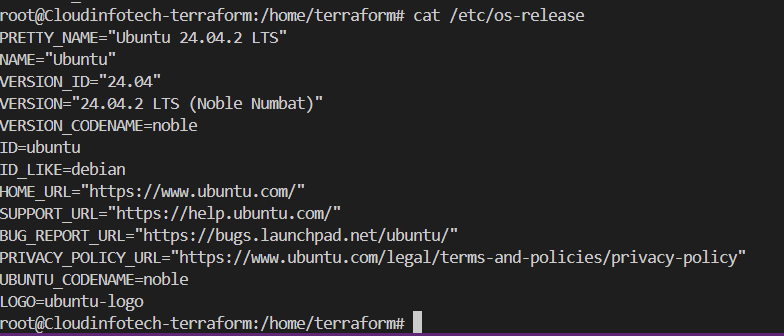 root@Cloudinfotech-terraform:/home/terraform# cat /etc/os-release
PRETTY_NAME="Ubuntu 24.04.2 LTS"
NAME="Ubuntu"
VERSION_ID="24.04"
VERSION="24.04.2 LTS (Noble Numbat)"
VERSION_CODENAME=noble
ID=ubuntu
ID_LIKE=debian
HOME_URL="https://www.ubuntu.com/"
SUPPORT_URL="https://help.ubuntu.com/"
BUG_REPORT_URL="https://bugs.launchpad.net/ubuntu/"
PRIVACY_POLICY_URL="https://www.ubuntu.com/legal/terms-and-policies/privacy-policy"
UBUNTU_CODENAME=noble
LOGO=ubuntu-logo
root@Cloudinfotech-terraform:/home/terraform#